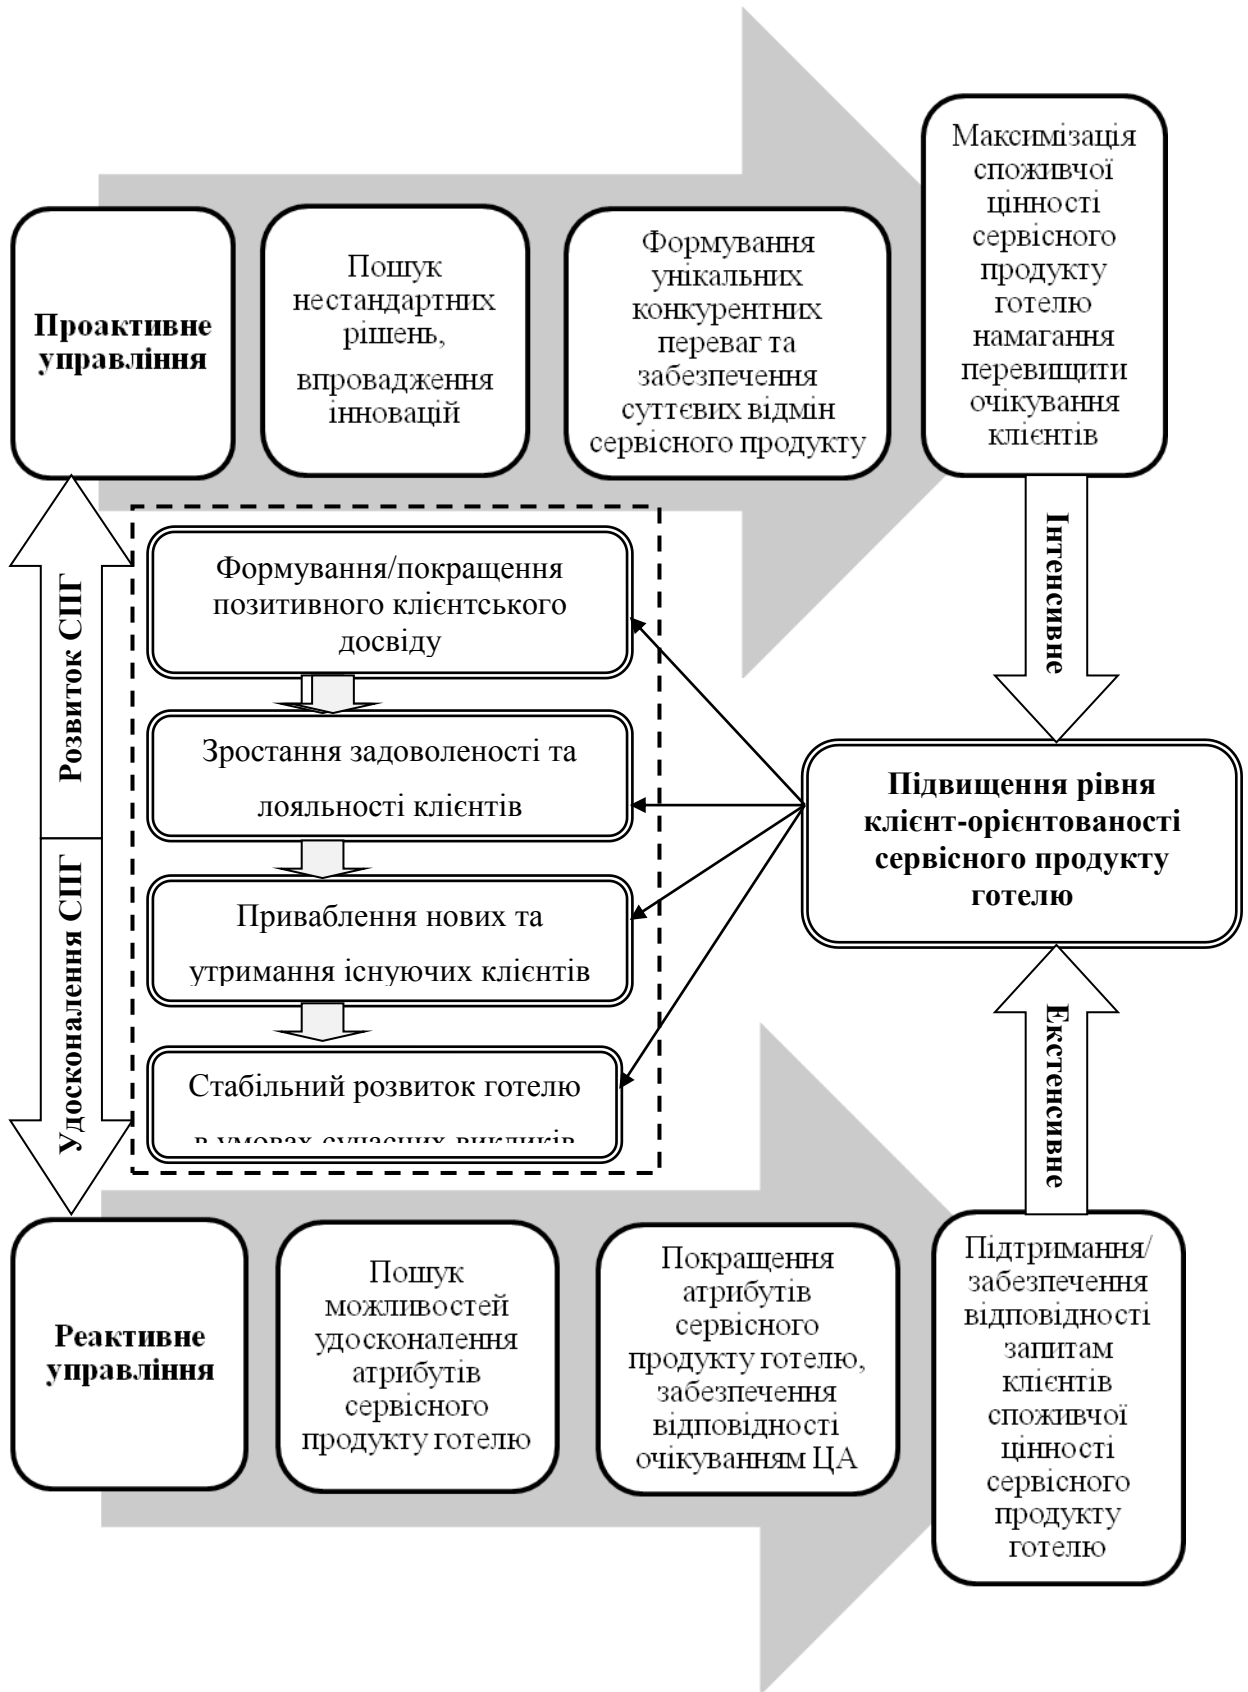 Проактивне
управління
Пошук
нестандартних
рішень,
впровадження
інновацій
Формування
унікальних
конкурентних
переваг та
забезпечення
суттєвих відмін
сервісного продукту
Максимізація
споживчої
цінності
сервісного
продукту
готелю
намагання
перевищити
очікування
клієнтів
Розвиток СПГ
Удосконалення СПГ
Формування/покращення
позитивного клієнтського
досвіду
Зростання задоволеності та
лояльності клієнтів
Приваблення нових та
утримання існуючих клієнтів
Стабільний розвиток готелю
в умовах сучасних викликів
Інтенсивне
Підвищення рівня
клієнт-орієнтованості
сервісного продукту
готелю
Екстенсивне
Реактивне
управління
Пошук
можливостей
удосконалення
атрибутів
сервісного
продукту готелю
Покращення
атрибутів
сервісного
продукту готелю,
забезпечення
відповідності
очікуванням ЦА
Підтримання/
забезпечення
відповідності
запитам
клієнтів
споживчої
цінності
сервісного
продукту
готелю